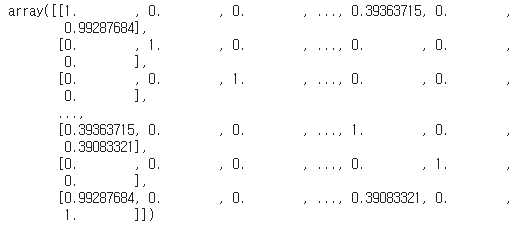 array([[1.        , 0.        , 0.        , ..., 0.39363715, 0.        ,
        0.99287684],
       [0.        , 1.        , 0.        , ..., 0.        , 0.        ,
        0.        ],
       [0.        , 0.        , 1.        , ..., 0.        , 0.        ,
        0.        ],
       ...,
       [0.39363715, 0.        , 0.        , ..., 1.        , 0.        ,
        0.39083321],
       [0.        , 0.        , 0.        , ..., 0.        , 1.        ,
        0.        ],
       [0.99287684, 0.        , 0.        , ..., 0.39083321, 0.        ,
        1.        ]])